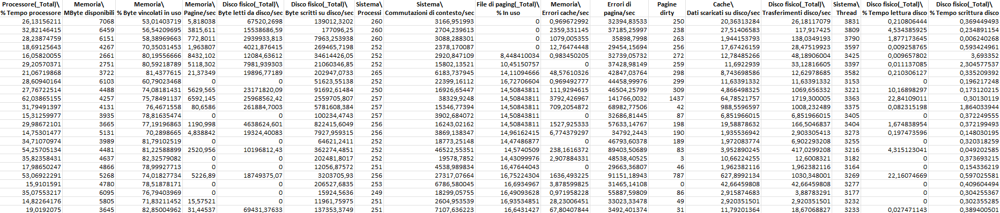 Processore(_Total)\ Memoria\ Memoria\ Memoria\ Disco fisico(_Total)\ Disco fisico(_Total)\ Sistema\ Sistema\ File di paging(_Total)\ Memoria\ Errori di Pagine Cache\ Disco fisico(_Total)\ Sistema\ Disco fisico(_Total)\ Disco fisico(_Total)\
% Tempo processore MByte disponibili % Byte vincolati in uso Pagine/sec Byte letti da disco/sec Byte scritti su disco/sec Processi Commutazioni di contesto/sec % In uso Errori cache/sec pagina/sec dirty Dati scaricati su disco/sec Trasferimenti disco/sec Thread % Tempo lettura disco % Tempo scrittura disco
26,13156211 7068 53,01403719 5,818038 67520,2698 139012,3202 260 3166,951993 0 0,969672992 32394,83533 250 20,36313284 26,18117079 3831 0,210806444 0,369449493
32,82146415 6459 56,54209695 3815,611 15538686,59 177096,25 260 2704,239613 0 2359,331145 37185,25997 238 27,51406583 117,917425 3809 4,534385925 0,234891154
28,23874759 6151 58,38969663 772,8011 2939933,813 7963,253938 260 3088,288301 0 1079,005355 35898,7998 263 1,944153793 138,0349193 3790 1,877173645 0,006240268
18,69125643 4267 70,35031453 1,963807 4021,876415 269465,7198 252 2378,170087 0 12,76474448 29454,15694 256 17,67426159 28,47519923 3597 0,009258765 0,593424961
16,05820055 2661 80,19556666 8432,102 12084,63612 34614426,05 252 2920,847109 8,448410034 0,983450205 32739,05732 272 12,78485266 48,18906004 3425 0,009657802 3,693352
29,20570371 2751 80,59218789 5118,302 7981,939303 21060346,85 252 15802,13521 10,45150757 0 37428,98149 259 11,6922939 33,12816605 3397 0,011137085 2,304577537
21,06719868 3722 81,4377615 21,37349 19896,77189 202947,0733 265 6183,737945 14,11094666 48,57610326 42847,03764 298 8,743698586 12,62978685 3582 0,210306127 0,335209392
28,60940164 6103 60,79023468 0 0 51623,55138 252 22399,16112 16,72706604 0,969492777 44458,99976 299 11,63391332 11,63391332 3153 0 0,196217248
27,76722514 4488 74,08181431 5629,565 23171820,09 91692,61484 250 16926,65447 14,50843811 111,9294615 46504,25799 309 4,866498325 1069,656332 3221 10,16898297 0,173120215
62,03865155 4257 75,78491137 6592,145 25968562,42 2559705,807 257 38329,9248 14,50843811 3792,426967 141766,0032 1437 64,78521757 1719,300005 3363 22,84109011 0,30130119
31,79491397 4131 76,4671558 80,6586 261884,7003 5781608,384 257 15346,77394 14,50843811 709,2054872 68982,77506 42 988,5596597 1008,232489 3375 0,082315198 1,864033944
15,31259977 3935 78,81635474 0 0 100234,4743 257 3902,684072 14,50843811 0 32686,81445 87 6,851966015 6,851966015 3405 0 0,372249555
29,98672101 3665 77,19196863 1190,998 4638624,601 822415,6049 256 16243,02162 14,50843811 1527,925333 57633,14767 198 19,58878632 166,5046837 3404 1,674838954 0,372199493
14,75301477 5131 70,2898665 4,838842 19324,40083 7927,959315 256 3869,138347 14,96162415 6,774379297 34792,2443 190 1,935536942 2,903305413 3273 0,197473596 0,148030195
34,71070974 3989 81,79102519 0 0 64621,2411 252 18773,25148 14,47486877 0 46793,60378 189 1,972083774 6,902293208 3255 0 0,320318259
54,25705134 4481 81,22588899 2520,956 10196812,43 362274,4851 252 46522,55351 14,5740509 238,1616372 89403,50689 83 3,952890245 417,0299208 3216 4,315123041 0,049202585
35,82358431 4637 82,32579082 0 0 202481,8017 252 19578,7852 14,43099976 2,907884331 48538,40525 3 10,66224255 12,6008321 3182 0 0,373693215
17,98650247 4866 78,99927713 0 0 12056,87572 251 4538,989834 16,47644043 0 29663,36807 46 1,962382116 1,962382116 3164 0 0,154336219
53,06922291 5268 74,01827734 5226,89 18749375,07 3203705,93 256 27317,07664 16,75224304 1636,493225 91151,18943 787 627,8992134 1030,348001 3269 22,16074669 0,597025581
15,9101591 4780 78,51878171 0 0 206527,6835 253 6786,580045 16,6934967 3,878599825 31465,14108 0 42,66459808 42,66459808 3277 0 0,409604494
35,07553217 6095 76,79403969 0 0 15924,5636 249 18299,05755 16,49093628 0,971958228 55887,59809 86 2,915874683 3,88783291 3177 0 0,304255367
14,82264176 5805 71,83211452 15,57521 0 11961,75975 251 2604,953539 16,93534851 28,23006451 33023,33478 49 2,920351501 2,920351501 3232 0 0,302355285
19,0192075 3645 82,85004962 31,44537 69431,37633 137353,3749 251 7107,636223 16,6431427 67,80407844 3492,401374 31 11,79201364 18,67068827 3233 0,027471143 0,389400501